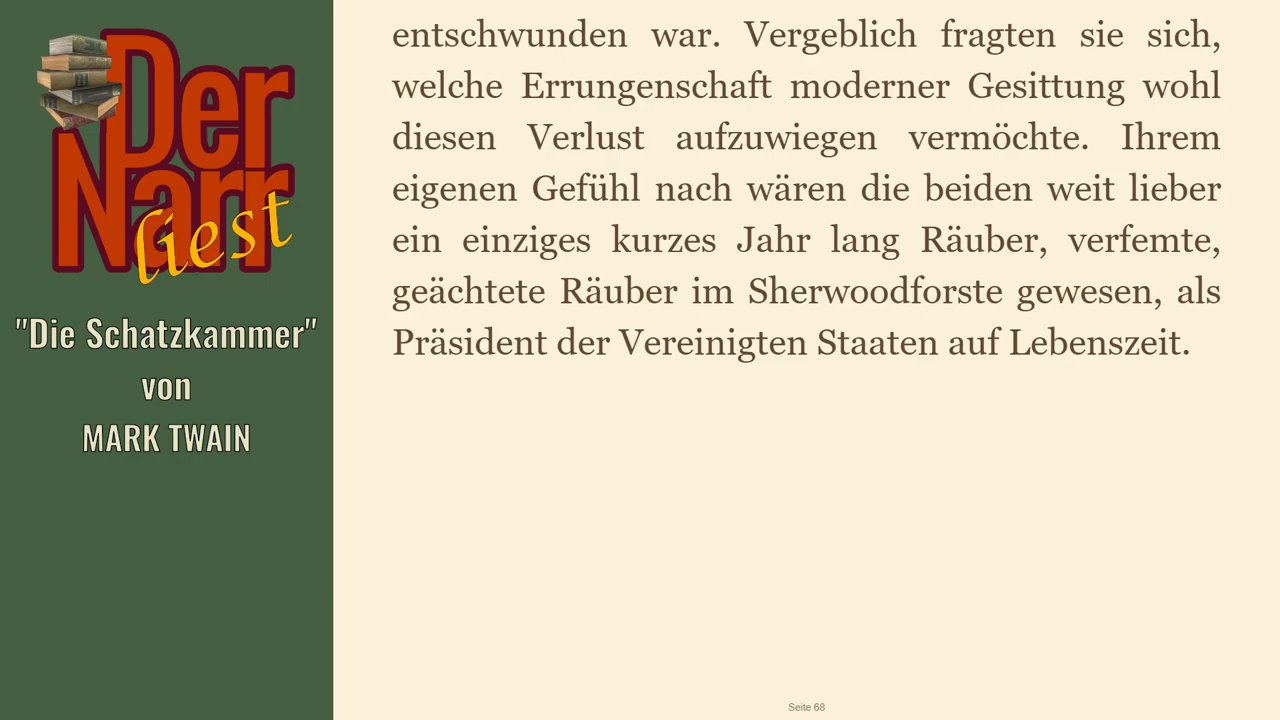 Der
Narr
liest
"Die Schatzkammer"
von
MARK TWAIN
entschwunden war. Vergeblich fragten sie sich,
welche Errungenschaft moderner Gesittung wohl
diesen Verlust aufzuwiegen vermöchte. Ihrem
eigenen Gefühl nach wären die beiden weit lieber
ein einziges kurzes Jahr lang Räuber, verfemte,
geächtete Räuber im Sherwoodforste gewesen, als
Präsident der Vereinigten Staaten auf Lebenszeit.
Seite 68